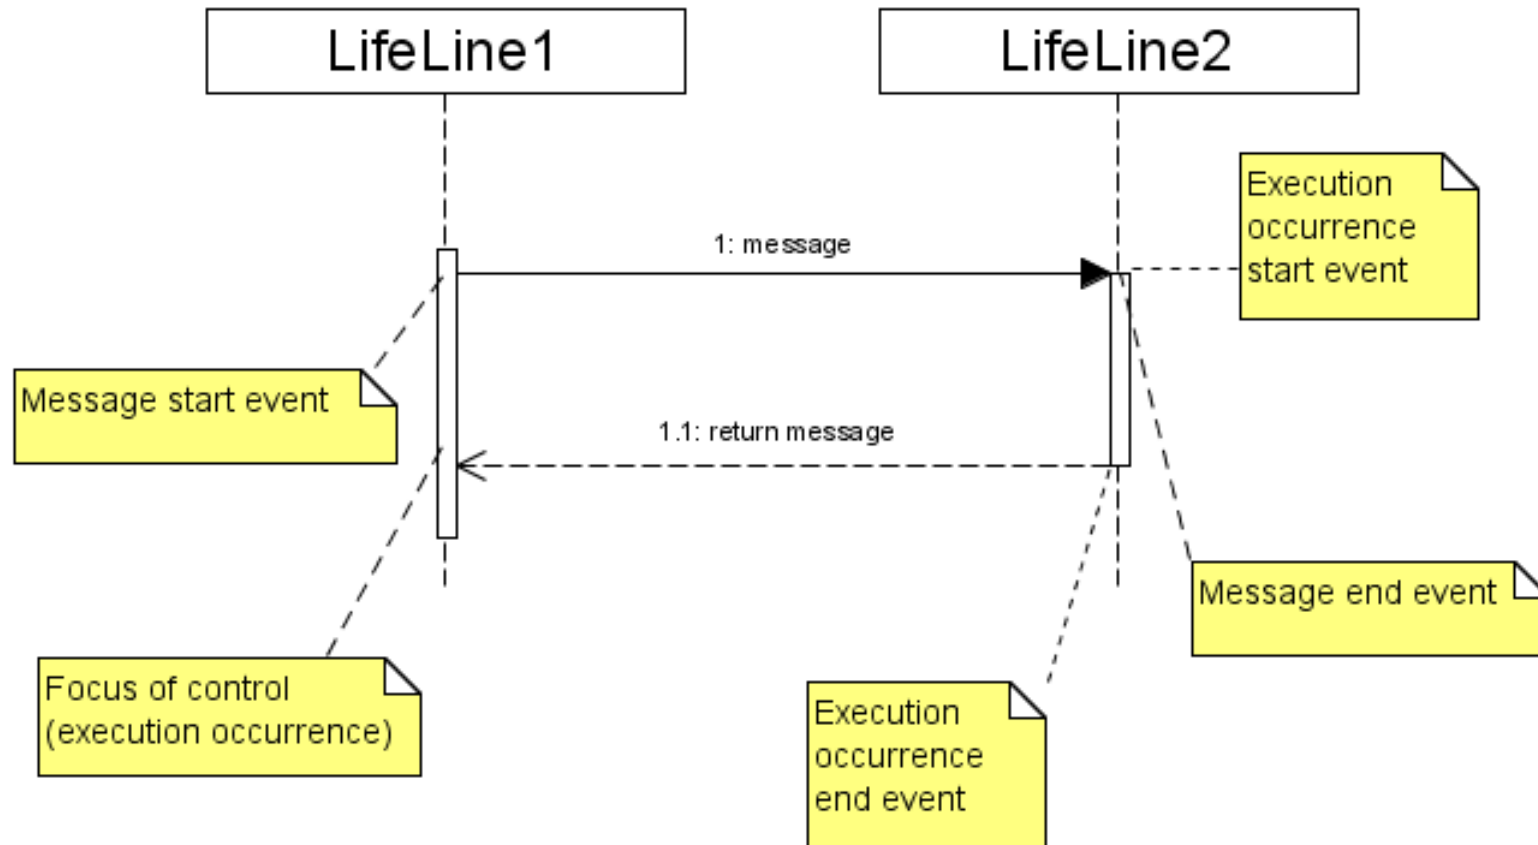 LifeLine1
LifeLine2
Execution
occurrence
start event
1: message
Message start event
1.1: return message
Message end event
Focus of control
(execution occurrence)
Execution
occurrence
end event